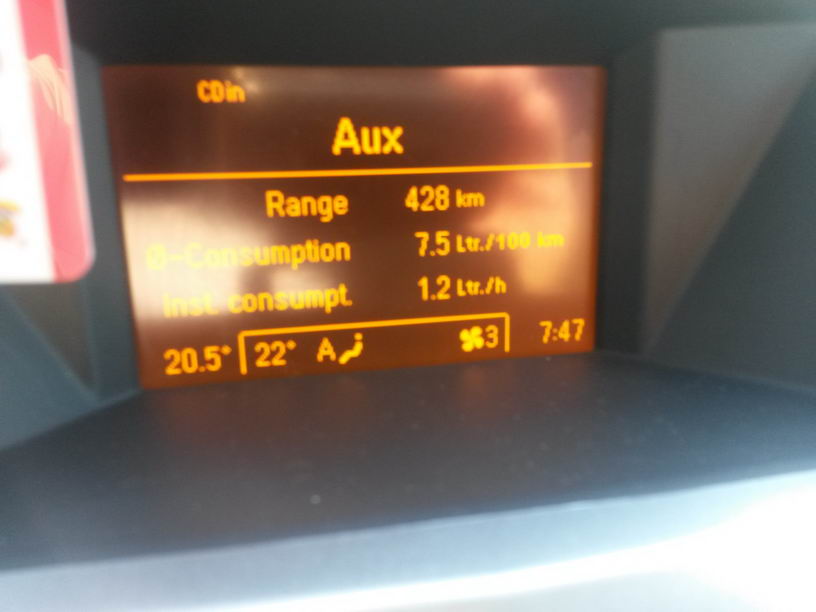 CD in
Aux
Range 428 km
Ø-Consumption 7.5 Ltr./100 km
Inst. consumpt. 1.2 Ltr./h
20.5° 22° A 3 7:47